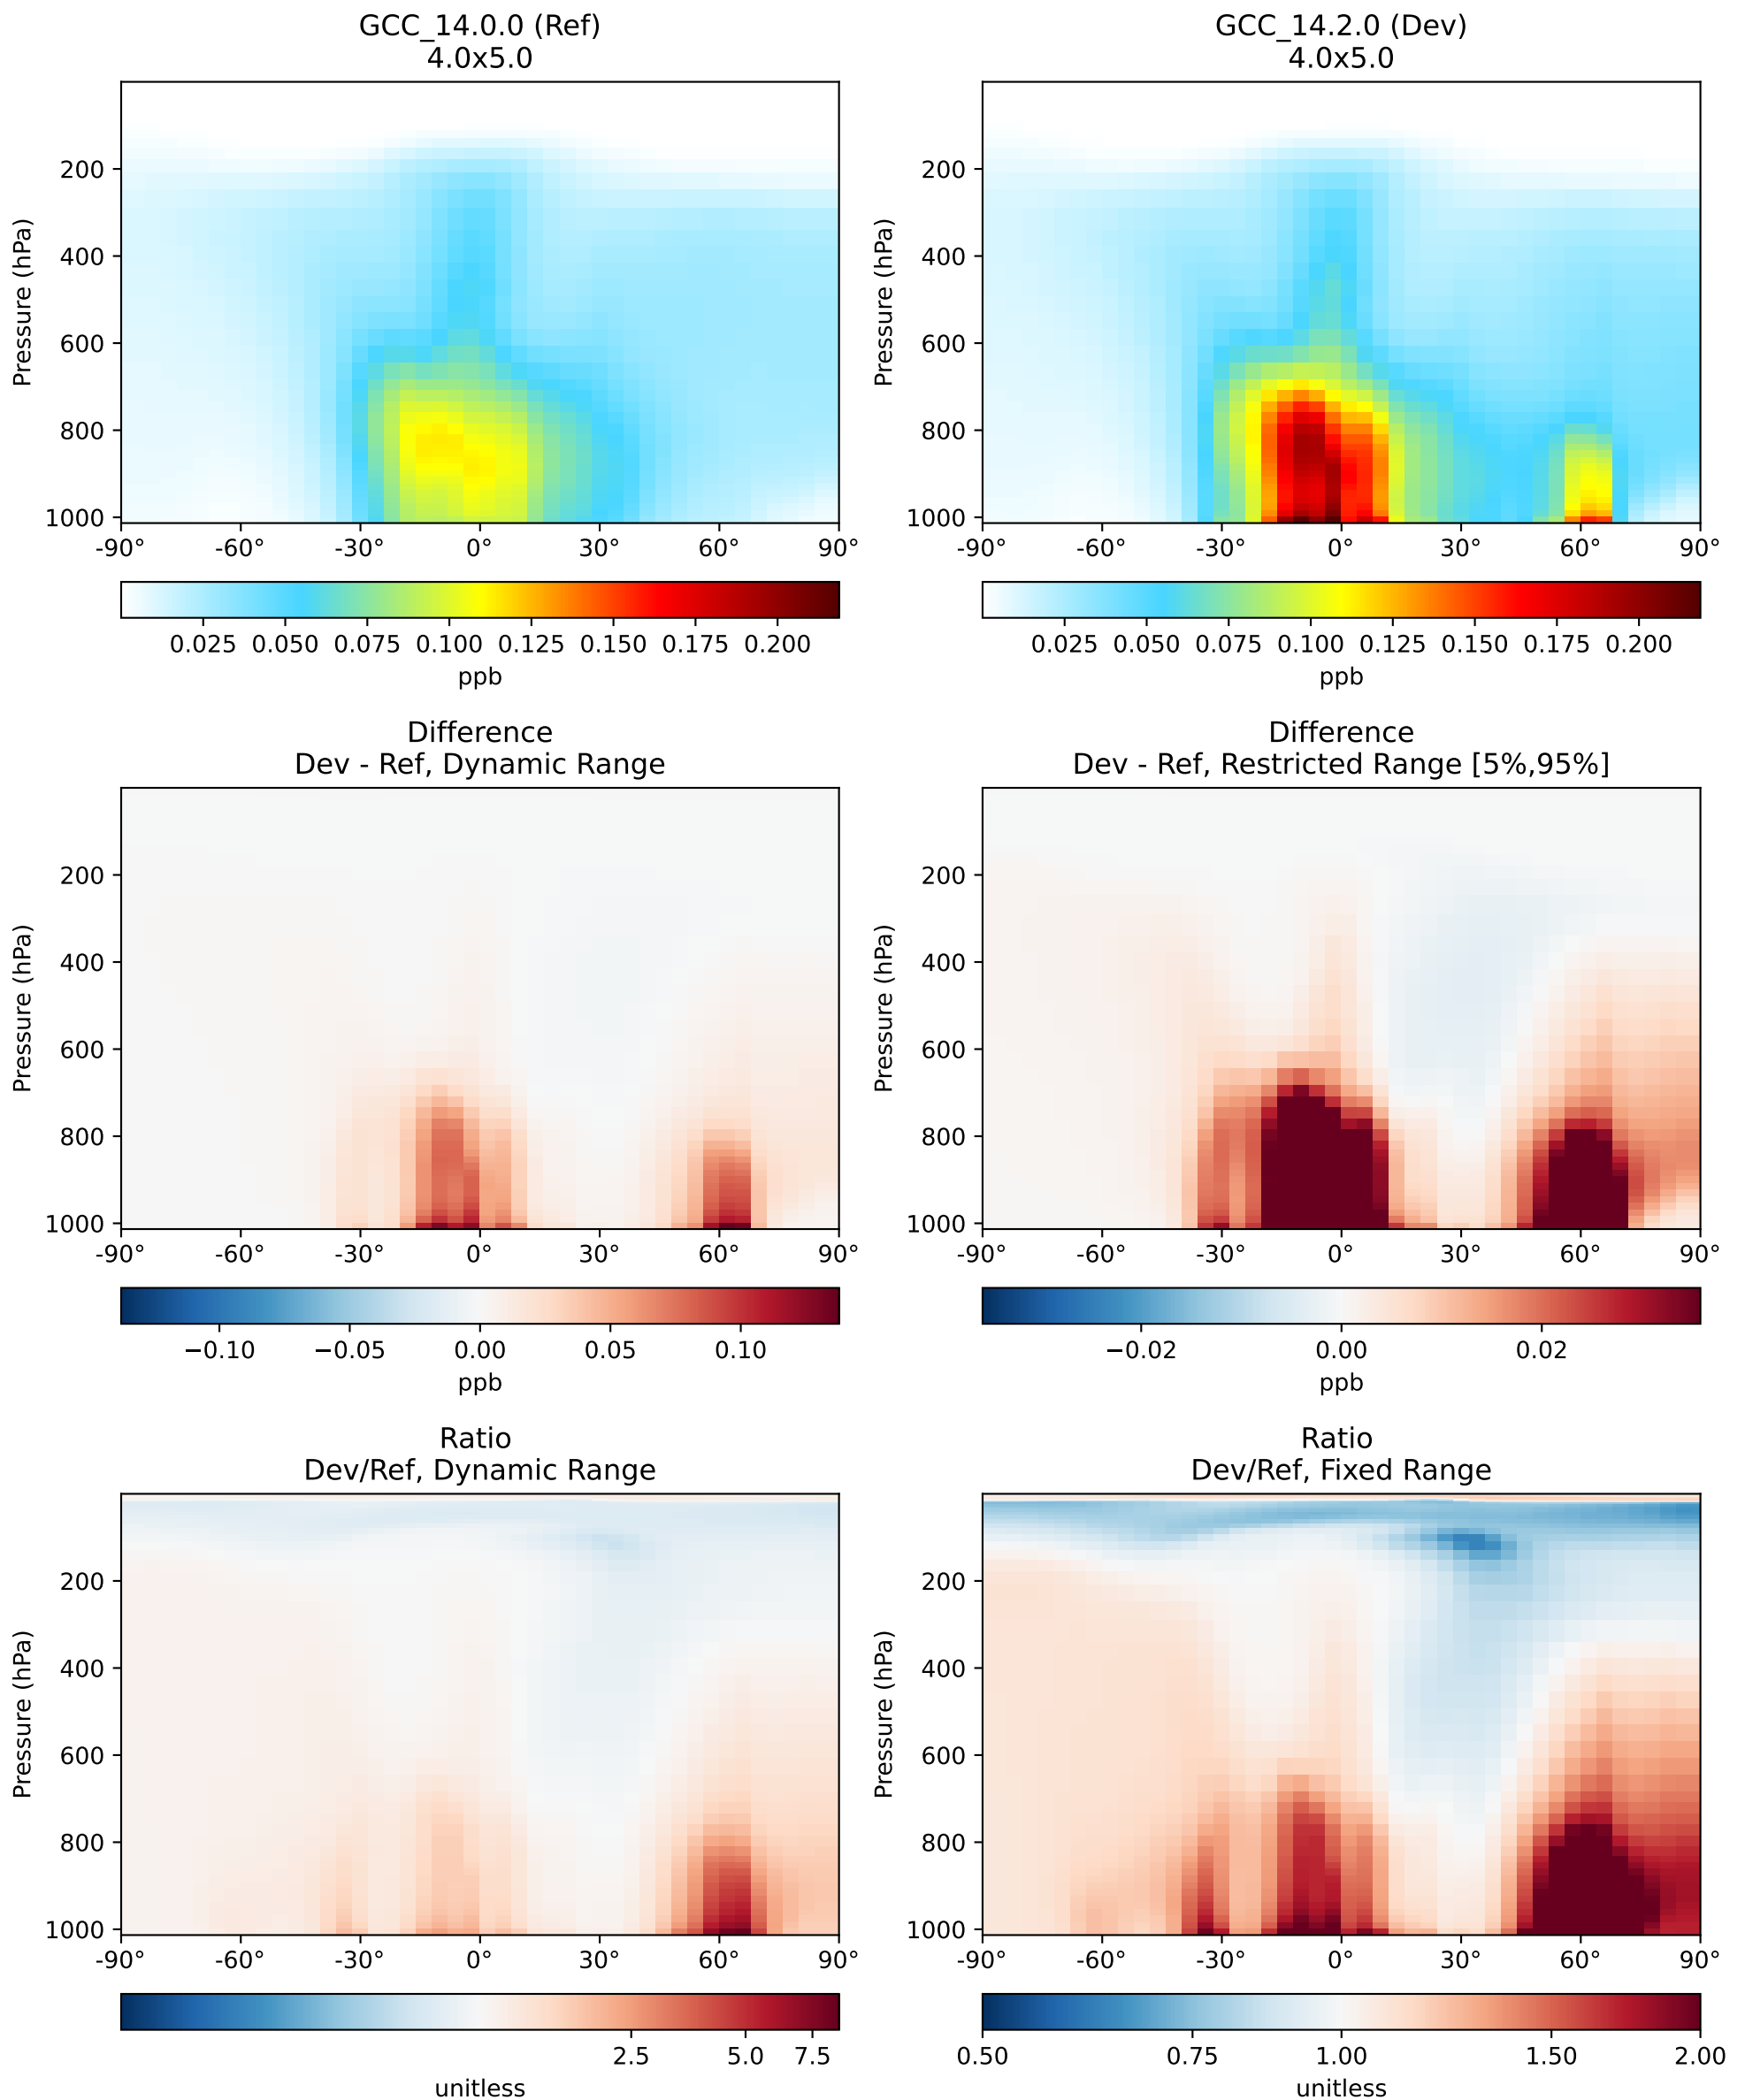 GCC_14.0.0 (Ref)
4.0x5.0
GCC_14.2.0 (Dev)
4.0x5.0
Pressure (hPa)
200
400
600
800
1000
-90° -60° -30° 0° 30° 60° 90°
0.025 0.050 0.075 0.100 0.125 0.150 0.175 0.200
ppb
Pressure (hPa)
200
400
600
800
1000
-90° -60° -30° 0° 30° 60° 90°
0.025 0.050 0.075 0.100 0.125 0.150 0.175 0.200
ppb
Difference
Dev - Ref, Dynamic Range
Difference
Dev - Ref, Restricted Range [5%,95%]
Pressure (hPa)
200
400
600
800
1000
-90° -60° -30° 0° 30° 60° 90°
−0.10 −0.05 0.00 0.05 0.10
ppb
Pressure (hPa)
200
400
600
800
1000
-90° -60° -30° 0° 30° 60° 90°
−0.02 0.00 0.02
ppb
Ratio
Dev/Ref, Dynamic Range
Ratio
Dev/Ref, Fixed Range
Pressure (hPa)
200
400
600
800
1000
-90° -60° -30° 0° 30° 60° 90°
2.5 5.0 7.5
unitless
Pressure (hPa)
200
400
600
800
1000
-90° -60° -30° 0° 30° 60° 90°
0.50 0.75 1.00 1.50 2.00
unitless